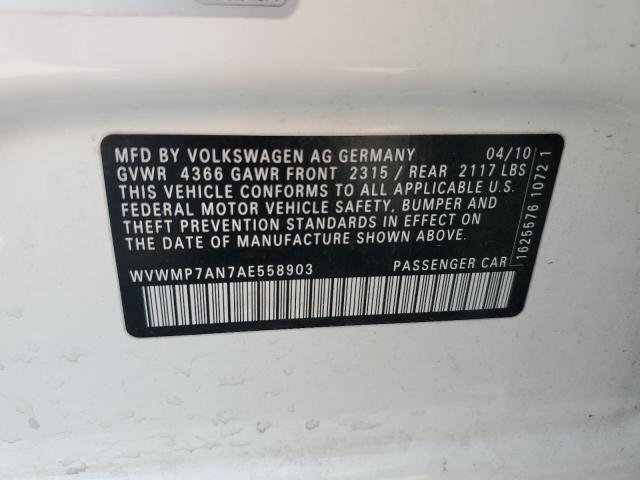 MFD BY VOLKSWAGEN AG GERMANY 04/10
GVWR 4366 GAWR FRONT 2315 / REAR 2117 LBS
THIS VEHICLE CONFORMS TO ALL APPLICABLE U.S.
FEDERAL MOTOR VEHICLE SAFETY, BUMPER AND
THEFT PREVENTION STANDARDS IN EFFECT ON
THE DATE OF MANUFACTURE SHOWN ABOVE.
WVWMP7AN7AE558903 PASSENGER CAR
1625576 1072 1